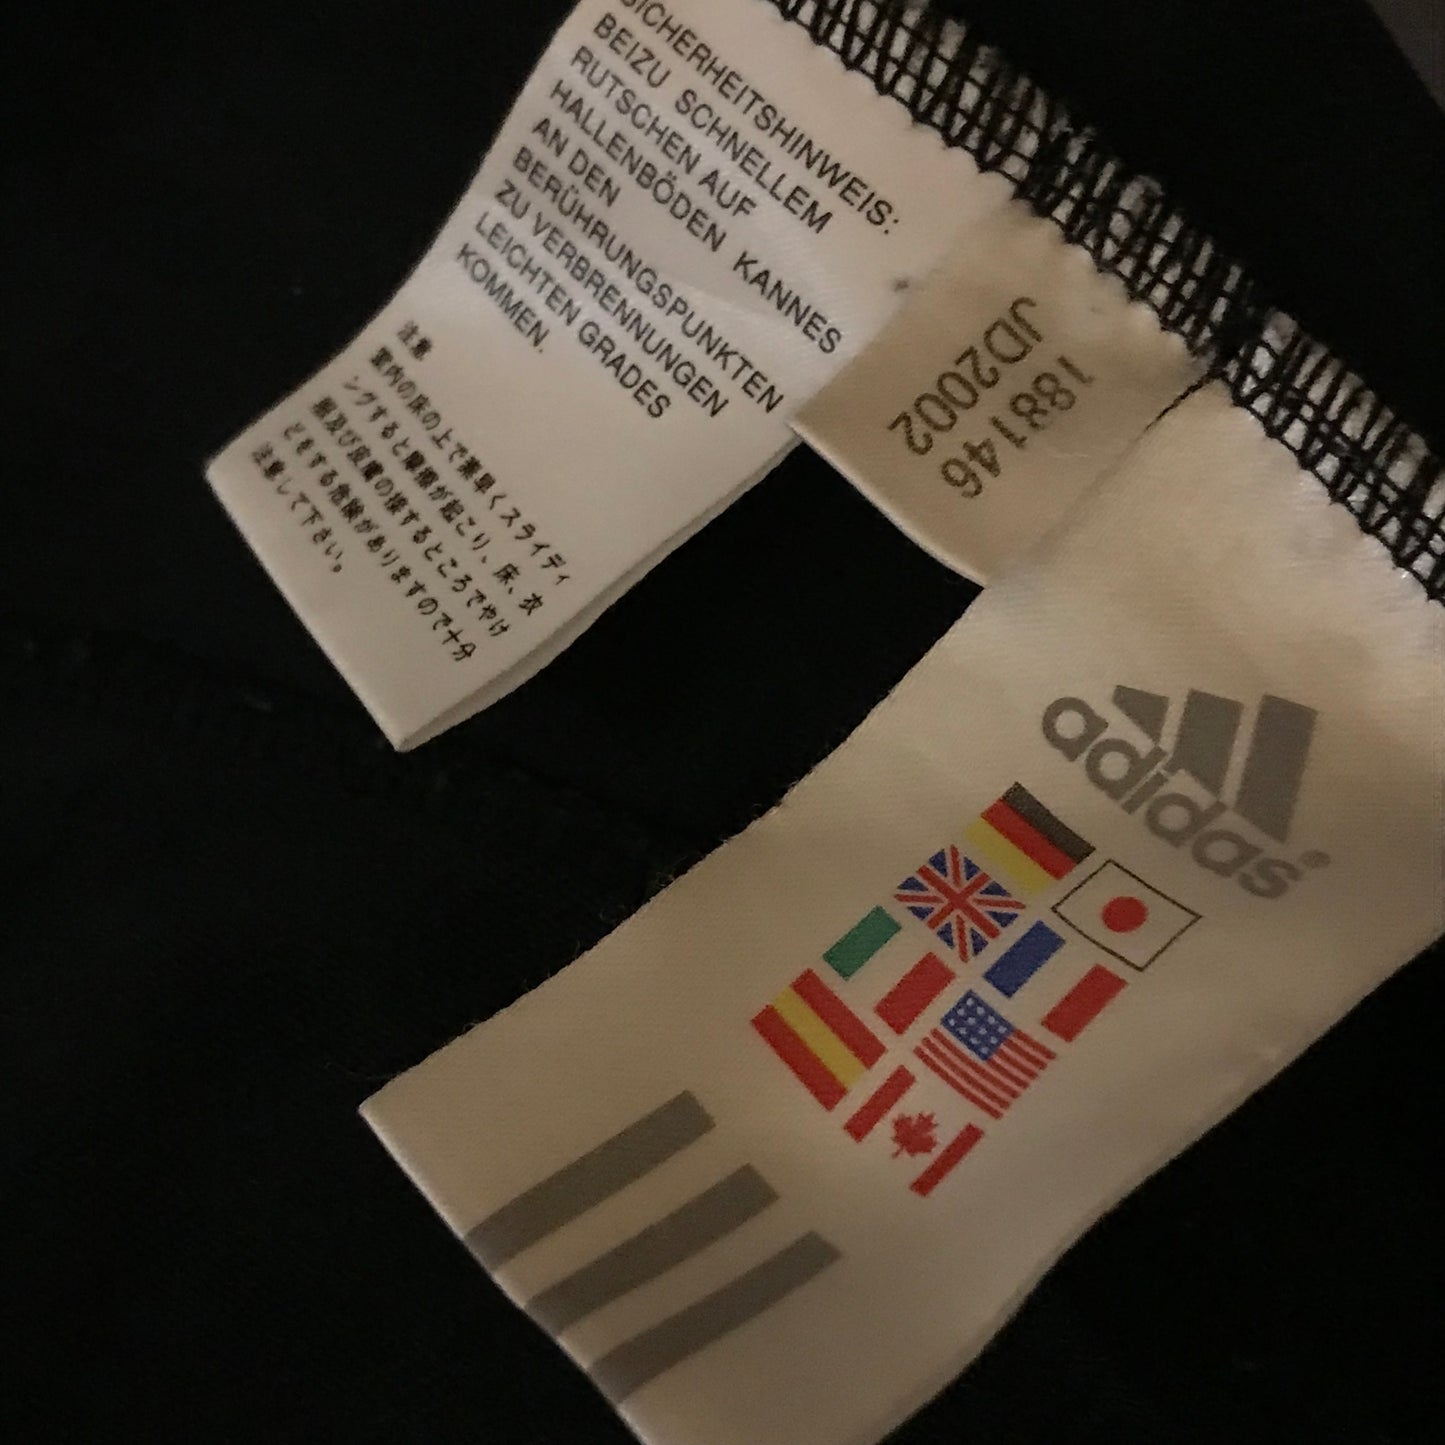 SICHERHEITSHINWEIS:
BEIZU SCHNELLEM
RUTSCHEN AUF
HALLENBÖDEN KANNES
AN DEN
BERÜHRUNGSPUNKTEN
ZU VERBRENNUNGEN
LEICHTEN GRADES
KOMMEN.
注意
室内の床の上で素早くスライディ
ングすると摩擦が起こり、床、衣
服及び皮膚の接するところでやけ
どをする危険がありますので十分
注意して下さい。
188146
JD2002
adidas®